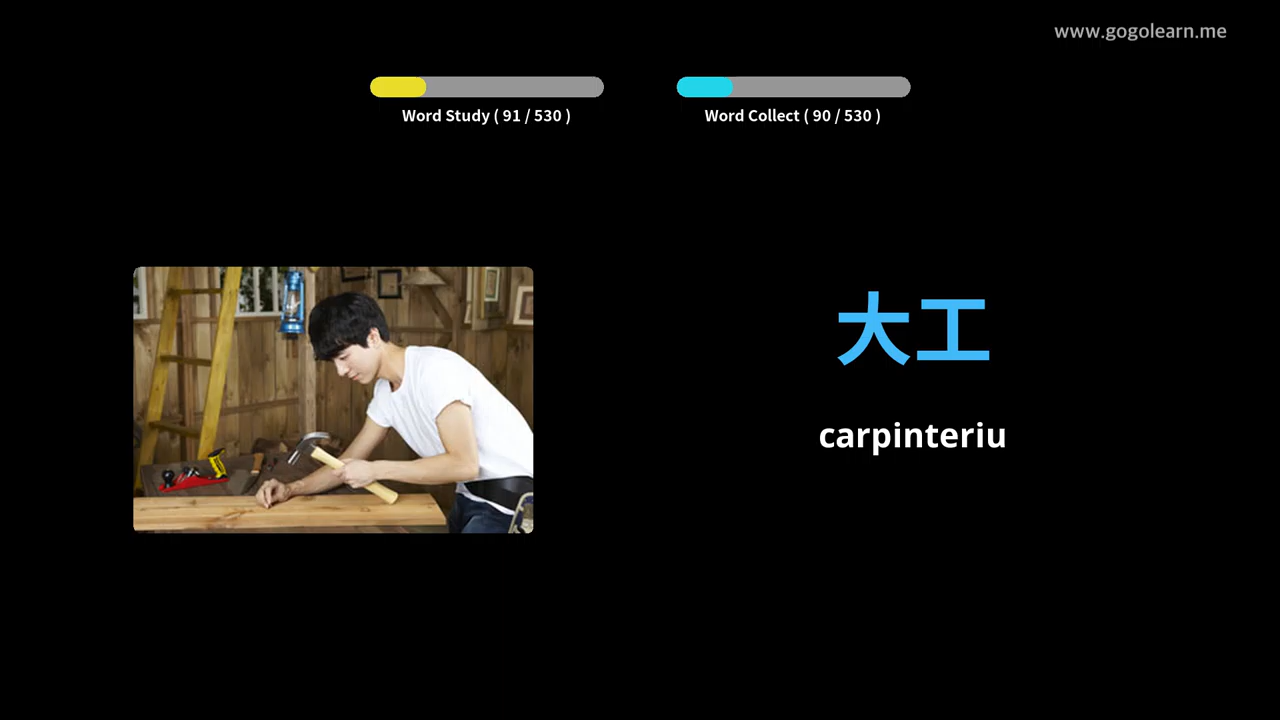 www.gogolearn.me
Word Study ( 91 / 530 )
Word Collect ( 90 / 530 )
大工
carpinteriu